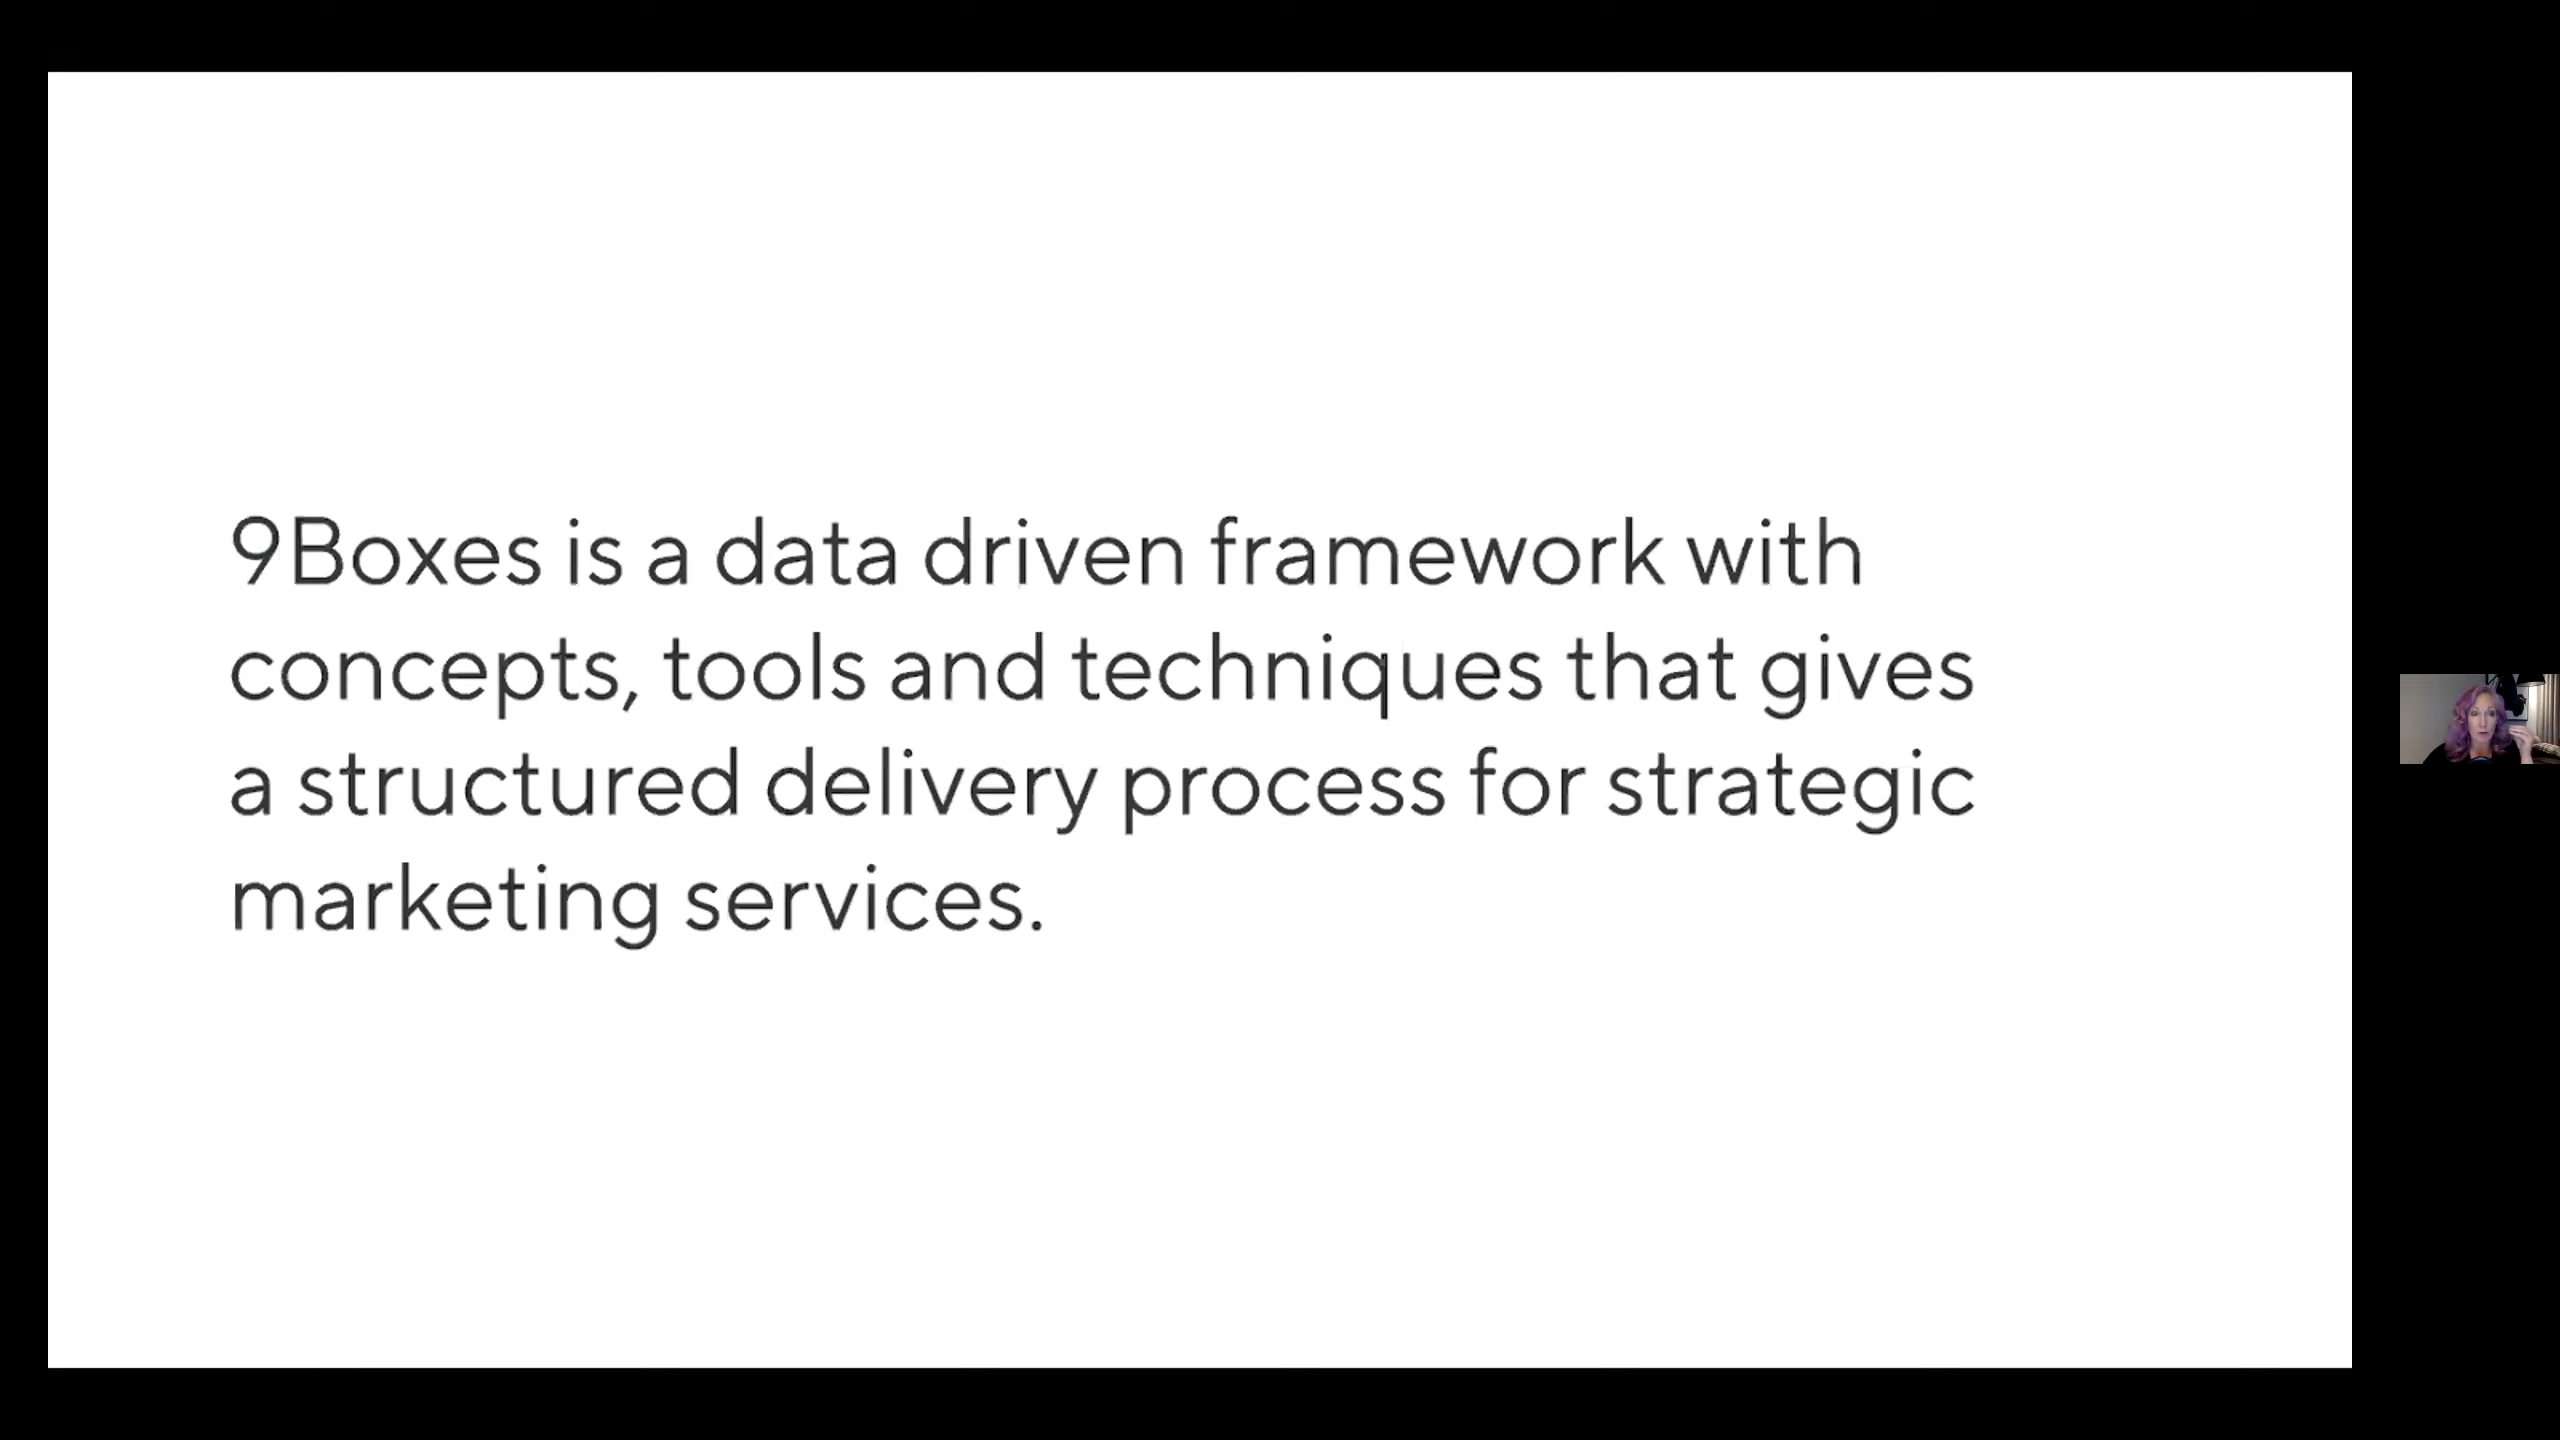 9Boxes is a data driven framework with
concepts, tools and techniques that gives
a structured delivery process for strategic
marketing services.